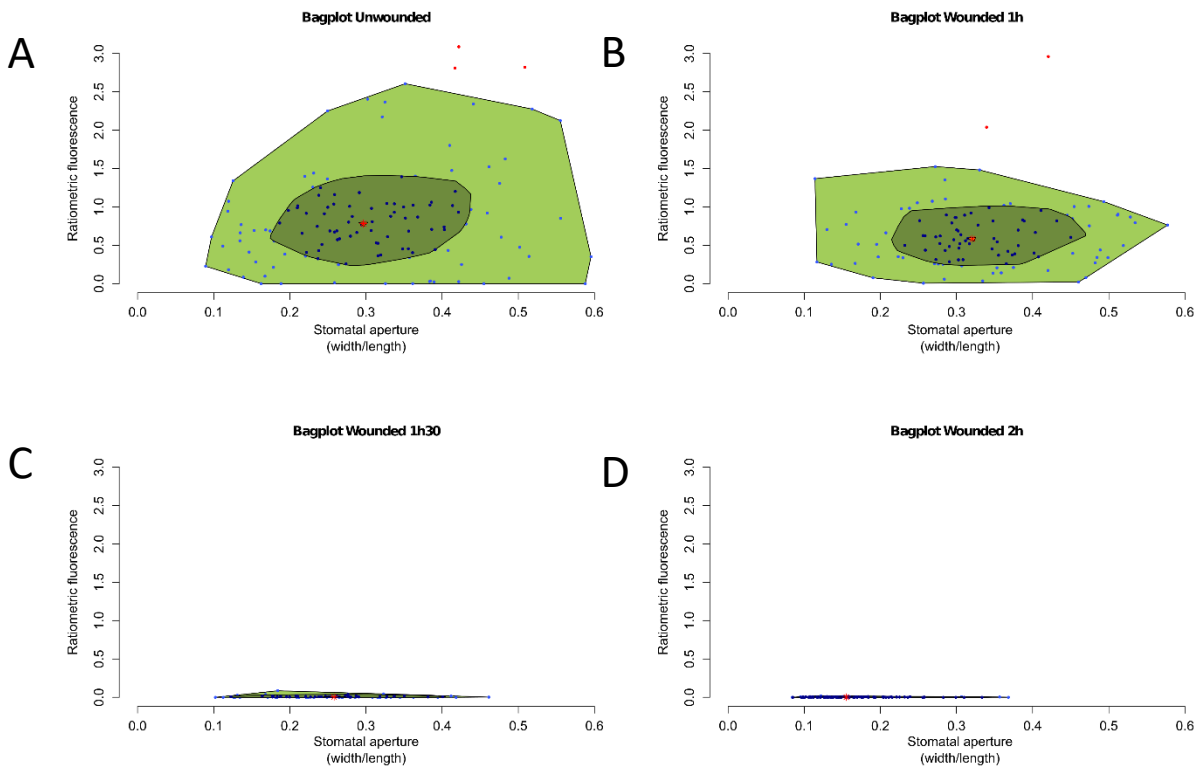 A
Bagplot Unwounded
Ratiometric fluorescence
3.0
2.5
2.0
1.5
1.0
0.5
0.0
0.0 0.1 0.2 0.3 0.4 0.5 0.6
Stomatal aperture
(width/length)
B
Bagplot Wounded 1h
Ratiometric fluorescence
3.0
2.5
2.0
1.5
1.0
0.5
0.0
0.0 0.1 0.2 0.3 0.4 0.5 0.6
Stomatal aperture
(width/length)
C
Bagplot Wounded 1h30
Ratiometric fluorescence
3.0
2.5
2.0
1.5
1.0
0.5
0.0
0.0 0.1 0.2 0.3 0.4 0.5 0.6
Stomatal aperture
(width/length)
D
Bagplot Wounded 2h
Ratiometric fluorescence
3.0
2.5
2.0
1.5
1.0
0.5
0.0
0.0 0.1 0.2 0.3 0.4 0.5 0.6
Stomatal aperture
(width/length)